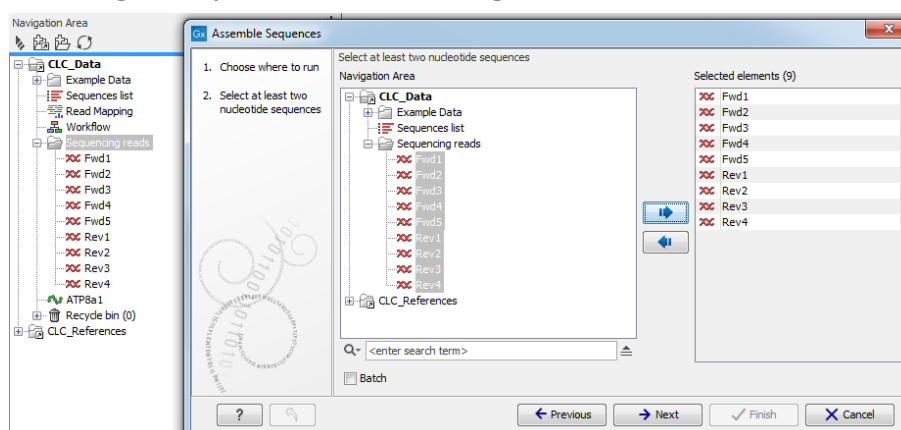 Navigation Area
CLC_Data
Example Data
Sequences list
Read Mapping
Workflow
Sequencing reads
Fwd1
Fwd2
Fwd3
Fwd4
Fwd5
Rev1
Rev2
Rev3
Rev4
ATP8a1
Recycle bin (0)
CLC_References
Gx Assemble Sequences
1. Choose where to run
2. Select at least two
nucleotide sequences
Select at least two nucleotide sequences
Navigation Area
CLC_Data
Example Data
Sequences list
Sequencing reads
Fwd1
Fwd2
Fwd3
Fwd4
Fwd5
Rev1
Rev2
Rev3
Rev4
CLC_References
<enter search term>
Batch
Selected elements (9)
Fwd1
Fwd2
Fwd3
Fwd4
Fwd5
Rev1
Rev2
Rev3
Rev4
?
Previous
Next
Finish
Cancel